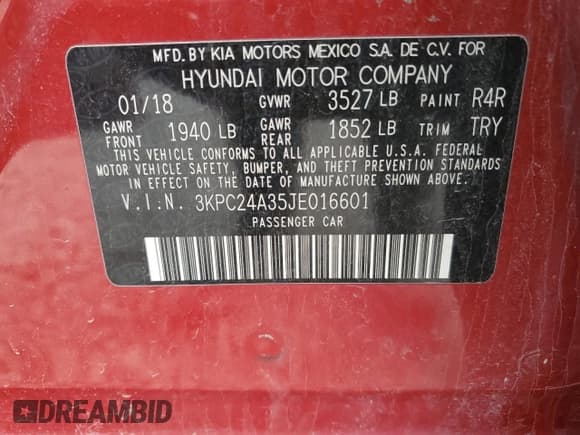 MFD. BY KIA MOTORS MEXICO S.A. DE C.V. FOR
HYUNDAI MOTOR COMPANY
01/18 GVWR 3527 LB PAINT R4R
GAWR FRONT 1940 LB GAWR REAR 1852 LB TRIM TRY
THIS VEHICLE CONFORMS TO ALL APPLICABLE U.S.A. FEDERAL
MOTOR VEHICLE SAFETY, BUMPER, AND THEFT PREVENTION STANDARDS
IN EFFECT ON THE DATE OF MANUFACTURE SHOWN ABOVE.
V.I.N. 3KPC24A35JE016601
PASSENGER CAR
DREAMBID